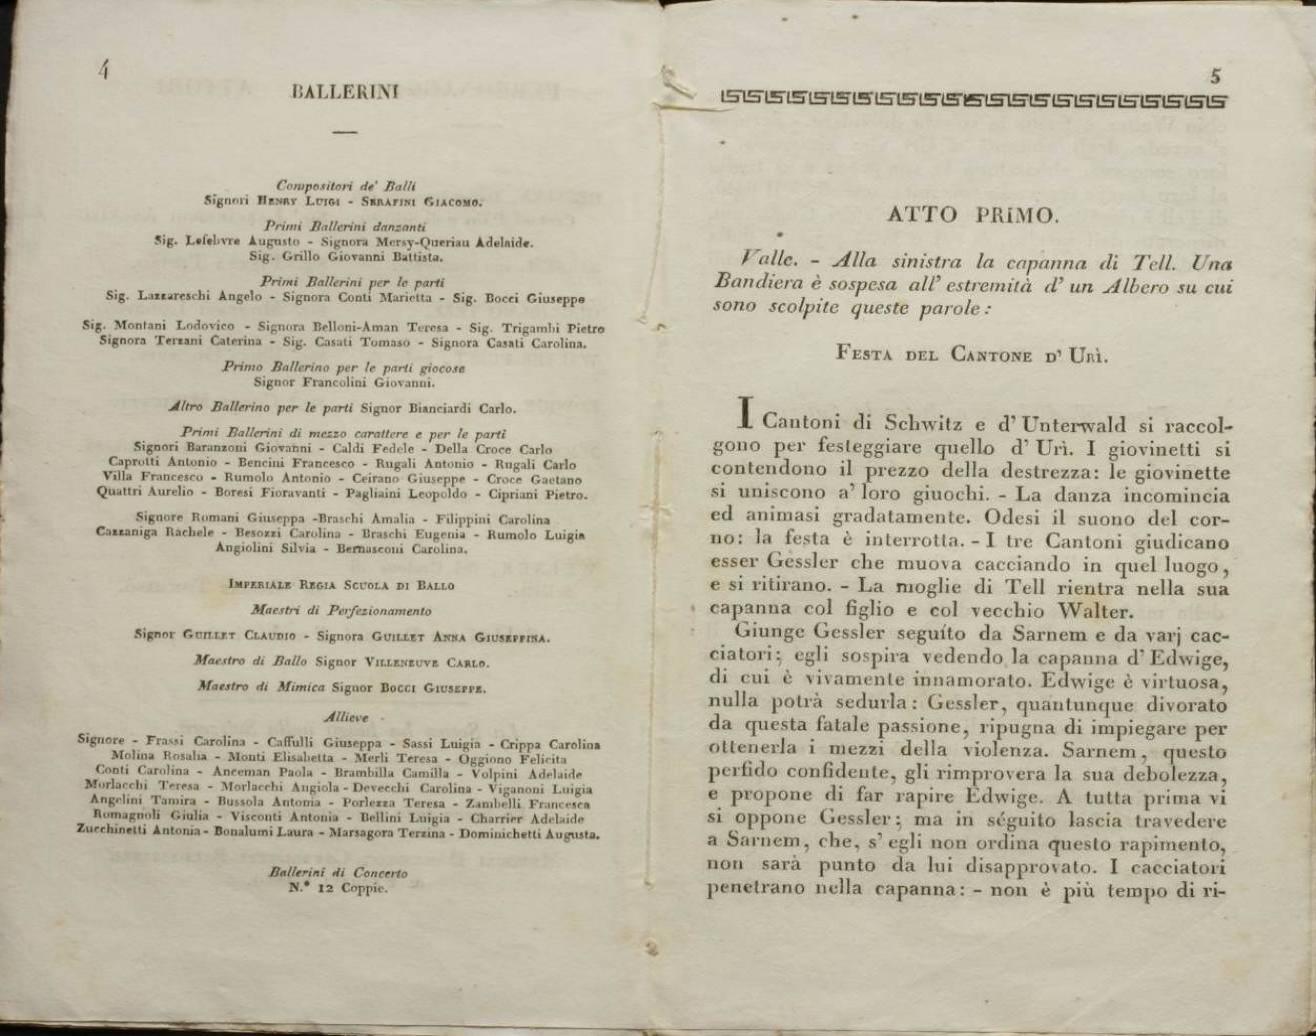 4
BALLERINI
Compositori de' Balli
Signori HENRY LUIGI - SERAFINI GIACOMO.
Primi Ballerini danzanti
Sig. Lefebvre Augusto - Signora Mersy-Queriau Adelaide.
Sig. Grillo Giovanni Battista.
Primi Ballerini per le parti
Sig. Lazzareschi Angelo - Signora Conti Marietta - Sig. Bocci Giuseppe
Sig. Montani Lodovico - Signora Belloni-Aman Teresa - Sig. Trigambi Pietro
Signora Terzani Caterina - Sig. Casati Tomaso - Signora Casati Carolina.
Primo Ballerino per le parti giocose
Signor Francolini Giovanni.
Altro Ballerino per le parti Signor Bianciardi Carlo.
Primi Ballerini di mezzo carattere e per le parti
Signori Baranzoni Giovanni - Caldi Fedele - Della Croce Carlo
Caprotti Antonio - Bencini Francesco - Rugali Antonio - Rugali Carlo
Villa Francesco - Rumolo Antonio - Ceirano Giuseppe - Croce Gaetano
Quattri Aurelio - Boresi Fioravanti - Pagliaini Leopoldo - Cipriani Pietro.
Signore Romani Giuseppa -Braschi Amalia - Filippini Carolina
Cazzaniga Rachele - Besozzi Carolina - Braschi Eugenia - Rumolo Luigia
Angiolini Silvia - Bernasconi Carolina.
IMPERIALE REGIA SCUOLA DI BALLO
Maestri di Perfezionamento
Signor GUILLET CLAUDIO - Signora GUILLET ANNA GIUSEPPINA.
Maestro di Ballo Signor VILLENEUVE CARLO.
Maestro di Mimica Signor BOCCI GIUSEPPE.
Allieve -
Signore - Frassi Carolina - Caffulli Giuseppa - Sassi Luigia - Crippa Carolina
Molina Rosalia - Monti Elisabetta - Merli Teresa - Oggiono Felicita
Conti Carolina - Anceman Paola - Brambilla Camilla - Volpini Adelaide
Morlacchi Teresa - Morlacchi Angiola - Devecchi Carolina - Viganoni Luigia
Angelini Tamira - Bussola Antonia - Porlezza Teresa - Zambelli Francesca
Romagnoli Giulia - Visconti Antonia - Bellini Luigia - Charrier Adelaide
Zucchinetti Antonia - Bonalumi Laura - Marsagora Terzina - Dominichetti Augusta.
Ballerini di Concerto
N.° 12 Coppie.
5
ATTO PRIMO.
Valle. - Alla sinistra la capanna di Tell. Una
Bandiera è sospesa all' estremità d' un Albero su cui
sono scolpite queste parole :
FESTA DEL CANTONE D' URÌ.
I Cantoni di Schwitz e d' Unterwald si raccol-
gono per festeggiare quello d' Urì. I giovinetti si
contendono il prezzo della destrezza: le giovinette
si uniscono a' loro giuochi. - La danza incomincia
ed animasi gradatamente. Odesi il suono del cor-
no: la festa è interrotta. - I tre Cantoni giudicano
esser Gessler che muova cacciando in quel luogo,
e si ritirano. - La moglie di Tell rientra nella sua
capanna col figlio e col vecchio Walter.
Giunge Gessler seguíto da Sarnem e da varj cac-
ciatori; egli sospira vedendo la capanna d' Edwige,
di cui è vivamente innamorato. Edwige è virtuosa,
nulla potrà sedurla: Gessler, quantunque divorato
da questa fatale passione, ripugna di impiegare per
ottenerla i mezzi della violenza. Sarnem, questo
perfido confidente, gli rimprovera la sua debolezza,
e propone di far rapire Edwige. A tutta prima vi
si oppone Gessler; ma in séguito lascia travedere
a Sarnem, che, s' egli non ordina questo rapimento,
non sarà punto da lui disapprovato. I cacciatori
penetrano nella capanna: - non è più tempo di ri-